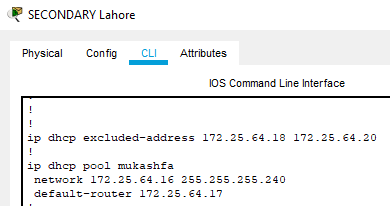 SECONDARY Lahore
Physical Config CLI Attributes
IOS Command Line Interface
!
!
!
ip dhcp excluded-address 172.25.64.18 172.25.64.20
!
ip dhcp pool mukashfa
network 172.25.64.16 255.255.255.240
default-router 172.25.64.17
!